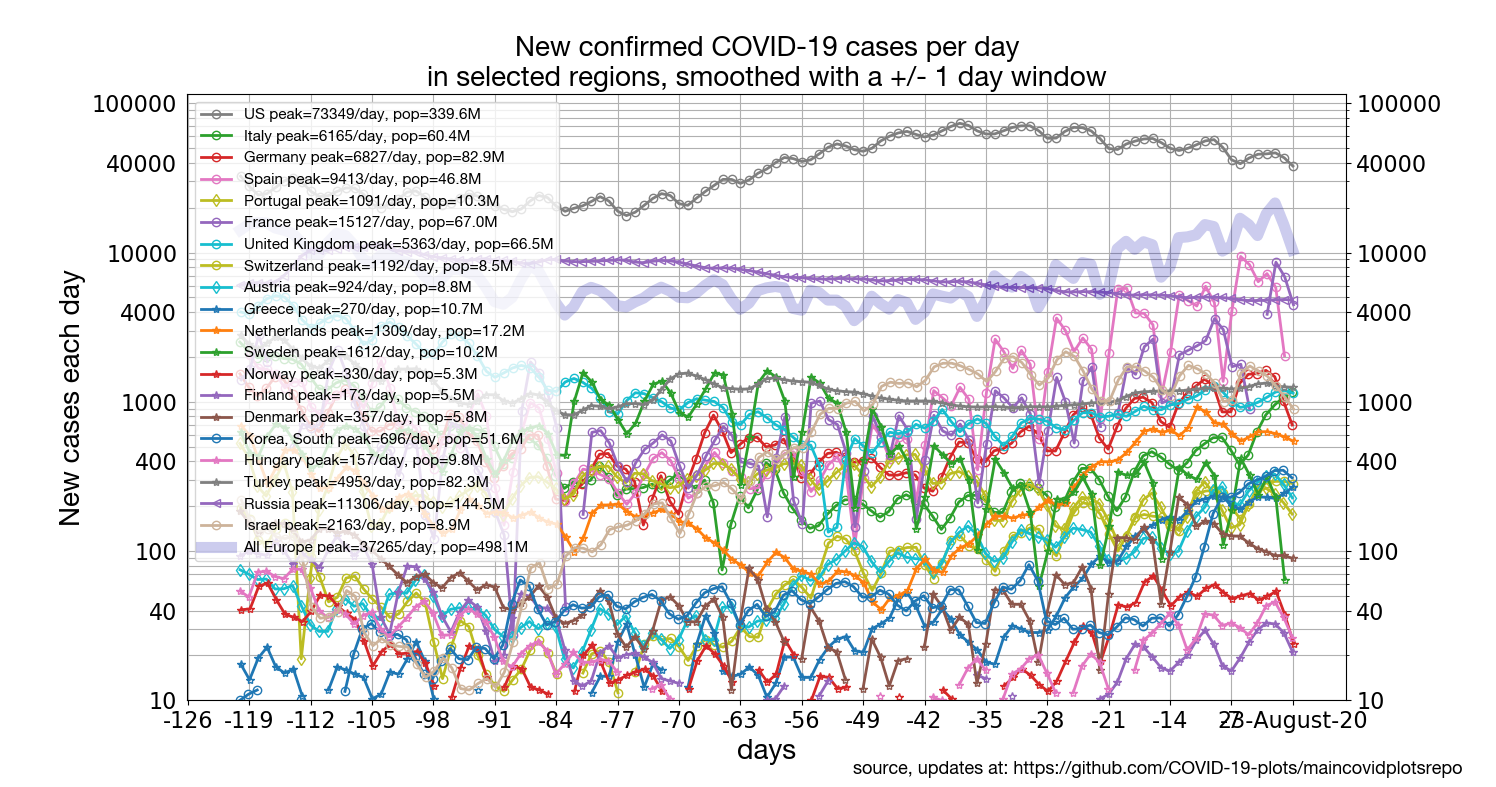 New confirmed COVID-19 cases per day
in selected regions, smoothed with a +/- 1 day window
100000
40000
10000
4000
1000
400
100
40
10
New cases each day
US peak=73349/day, pop=339.6M
Italy peak=6165/day, pop=60.4M
Germany peak=6827/day, pop=82.9M
Spain peak=9413/day, pop=46.8M
Portugal peak=1091/day, pop=10.3M
France peak=15127/day, pop=67.0M
United Kingdom peak=5363/day, pop=66.5M
Switzerland peak=1192/day, pop=8.5M
Austria peak=924/day, pop=8.8M
Greece peak=270/day, pop=10.7M
Netherlands peak=1309/day, pop=17.2M
Sweden peak=1612/day, pop=10.2M
Norway peak=330/day, pop=5.3M
Finland peak=173/day, pop=5.5M
Denmark peak=357/day, pop=5.8M
Korea, South peak=696/day, pop=51.6M
Hungary peak=157/day, pop=9.8M
Turkey peak=4953/day, pop=82.3M
Russia peak=11306/day, pop=144.5M
Israel peak=2163/day, pop=8.9M
All Europe peak=37265/day, pop=498.1M
100000
40000
10000
4000
1000
400
100
40
10
-126 -119 -112 -105 -98 -91 -84 -77 -70 -63 -56 -49 -42 -35 -28 -21 -14 -7 23-August-20
days
source, updates at: https://github.com/COVID-19-plots/maincovidplotsrepo